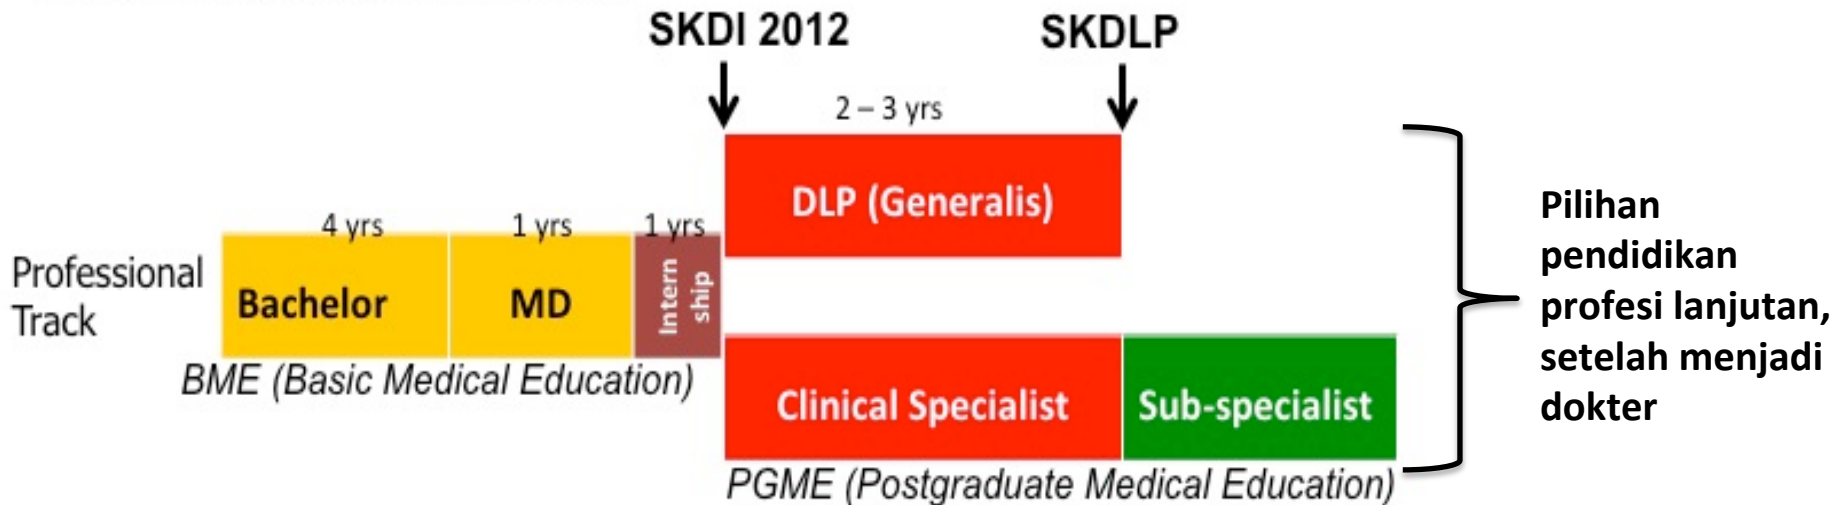 SKDI 2012
SKDLP
2 – 3 yrs
DLP (Generalis)
4 yrs
1 yrs
1 yrs
Professional
Track
Bachelor
MD
Intern
ship
BME (Basic Medical Education)
Clinical Specialist
Sub-specialist
PGME (Postgraduate Medical Education)
Pilihan
pendidikan
profesi lanjutan,
setelah menjadi
dokter